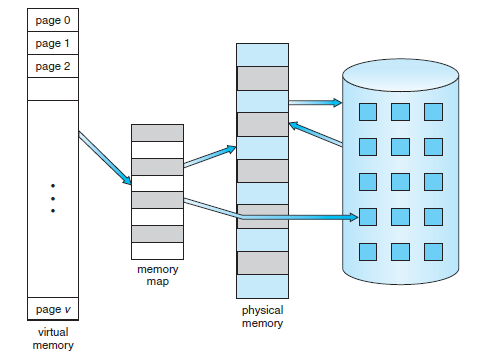 page 0
page 1
page 2
page v
virtual
memory
memory
map
physical
memory